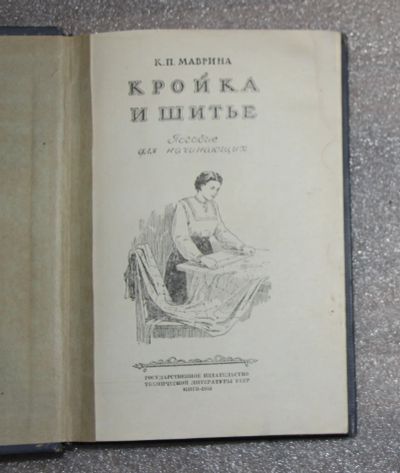 К. П. МАВРИНА
КРОЙКА
И ШИТЬЕ
Пособие
для начинающих
ГОСУДАРСТВЕННОЕ ИЗДАТЕЛЬСТВО
ТЕХНИЧЕСКОЙ ЛИТЕРАТУРЫ УССР